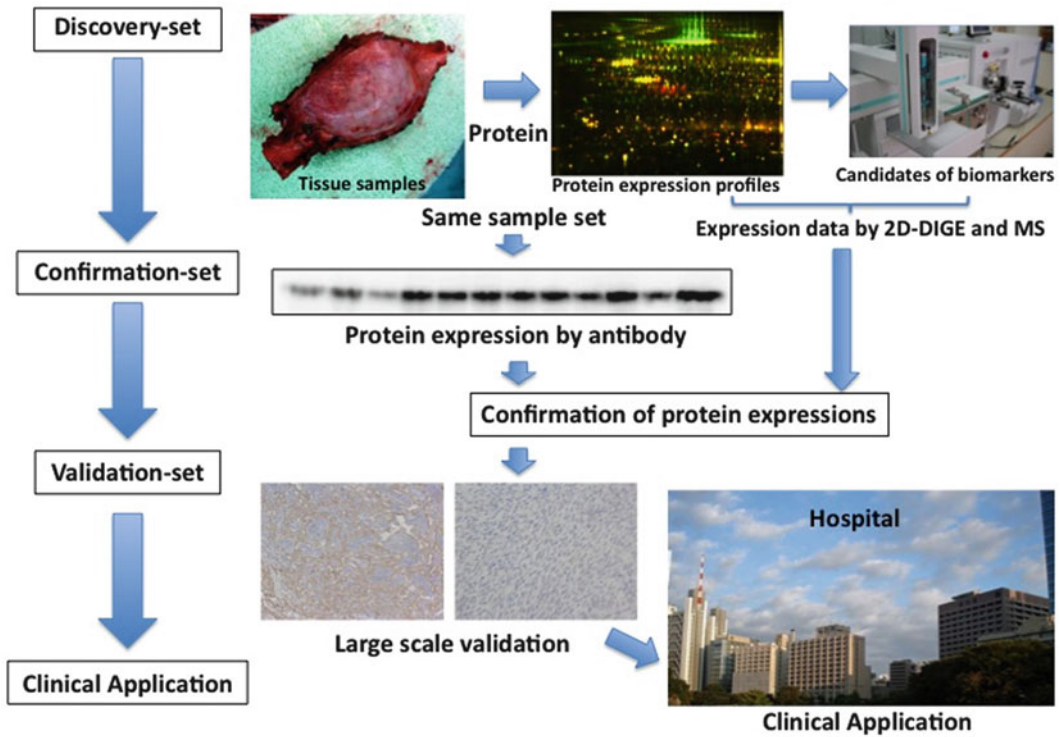 Discovery-set
Protein
Tissue samples
Protein expression profiles
Candidates of biomarkers
Same sample set
Expression data by 2D-DIGE and MS
Confirmation-set
Protein expression by antibody
Confirmation of protein expressions
Validation-set
Hospital
Large scale validation
Clinical Application
Clinical Application